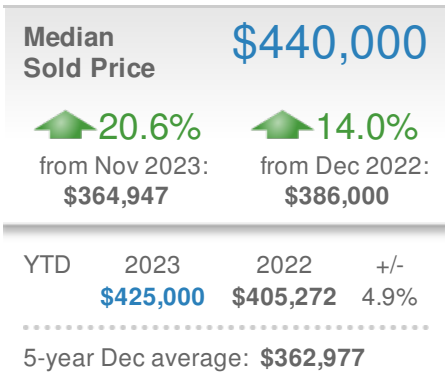 Median $440,000
Sold Price
20.6% 14.0%
from Nov 2023: from Dec 2022:
$364,947 $386,000
YTD 2023 2022 +/-
$425,000 $405,272 4.9%
5-year Dec average: $362,977